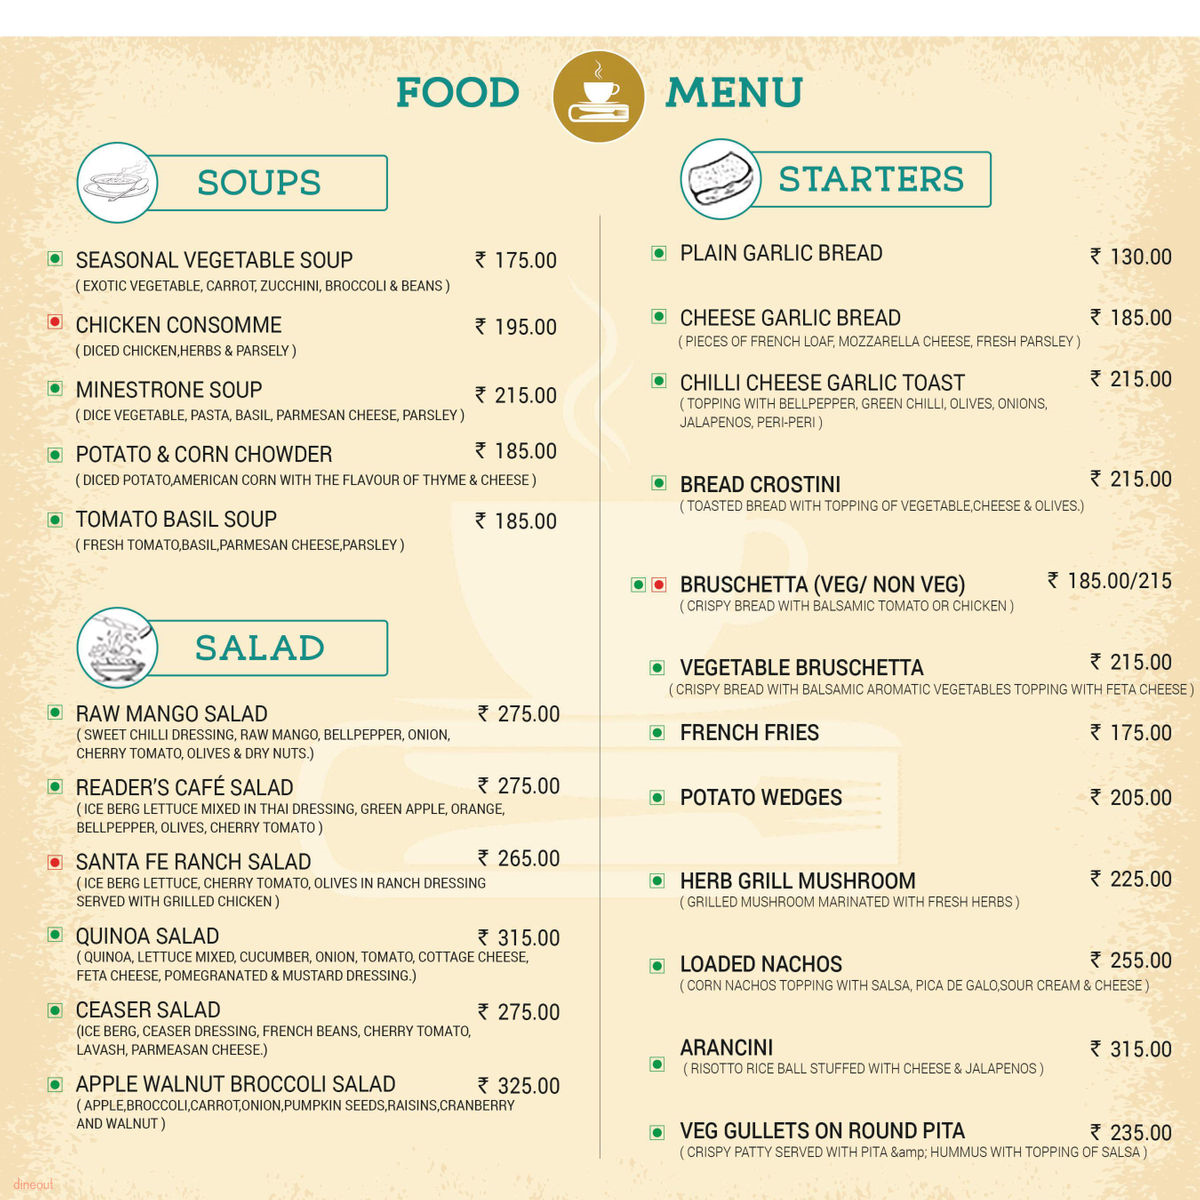 FOOD MENU
SOUPS
SEASONAL VEGETABLE SOUP ₹ 175.00
( EXOTIC VEGETABLE, CARROT, ZUCCHINI, BROCCOLI & BEANS )
CHICKEN CONSOMME ₹ 195.00
( DICED CHICKEN,HERBS & PARSELY )
MINESTRONE SOUP ₹ 215.00
( DICE VEGETABLE, PASTA, BASIL, PARMESAN CHEESE, PARSLEY )
POTATO & CORN CHOWDER ₹ 185.00
( DICED POTATO,AMERICAN CORN WITH THE FLAVOUR OF THYME & CHEESE )
TOMATO BASIL SOUP ₹ 185.00
( FRESH TOMATO,BASIL,PARMESAN CHEESE,PARSLEY )
SALAD
RAW MANGO SALAD ₹ 275.00
( SWEET CHILLI DRESSING, RAW MANGO, BELLPEPPER, ONION,
CHERRY TOMATO, OLIVES & DRY NUTS.)
READER'S CAFÉ SALAD ₹ 275.00
( ICE BERG LETTUCE MIXED IN THAI DRESSING, GREEN APPLE, ORANGE,
BELLPEPPER, OLIVES, CHERRY TOMATO )
SANTA FE RANCH SALAD ₹ 265.00
( ICE BERG LETTUCE, CHERRY TOMATO, OLIVES IN RANCH DRESSING
SERVED WITH GRILLED CHICKEN )
QUINOA SALAD ₹ 315.00
( QUINOA, LETTUCE MIXED, CUCUMBER, ONION, TOMATO, COTTAGE CHEESE,
FETA CHEESE, POMEGRANATED & MUSTARD DRESSING.)
CEASER SALAD ₹ 275.00
(ICE BERG, CEASER DRESSING, FRENCH BEANS, CHERRY TOMATO,
LAVASH, PARMEASAN CHEESE.)
APPLE WALNUT BROCCOLI SALAD ₹ 325.00
( APPLE,BROCCOLI,CARROT,ONION,PUMPKIN SEEDS,RAISINS,CRANBERRY
AND WALNUT )
STARTERS
PLAIN GARLIC BREAD ₹ 130.00
CHEESE GARLIC BREAD ₹ 185.00
( PIECES OF FRENCH LOAF, MOZZARELLA CHEESE, FRESH PARSLEY )
CHILLI CHEESE GARLIC TOAST ₹ 215.00
( TOPPING WITH BELLPEPPER, GREEN CHILLI, OLIVES, ONIONS,
JALAPENOS, PERI-PERI )
BREAD CROSTINI ₹ 215.00
( TOASTED BREAD WITH TOPPING OF VEGETABLE,CHEESE & OLIVES.)
BRUSCHETTA (VEG/ NON VEG) ₹ 185.00/215
( CRISPY BREAD WITH BALSAMIC TOMATO OR CHICKEN )
VEGETABLE BRUSCHETTA ₹ 215.00
( CRISPY BREAD WITH BALSAMIC AROMATIC VEGETABLES TOPPING WITH FETA CHEESE )
FRENCH FRIES ₹ 175.00
POTATO WEDGES ₹ 205.00
HERB GRILL MUSHROOM ₹ 225.00
( GRILLED MUSHROOM MARINATED WITH FRESH HERBS )
LOADED NACHOS ₹ 255.00
( CORN NACHOS TOPPING WITH SALSA, PICA DE GALO,SOUR CREAM & CHEESE )
ARANCINI ₹ 315.00
( RISOTTO RICE BALL STUFFED WITH CHEESE & JALAPENOS )
VEG GULLETS ON ROUND PITA ₹ 235.00
( CRISPY PATTY SERVED WITH PITA &amp; HUMMUS WITH TOPPING OF SALSA )
dineout